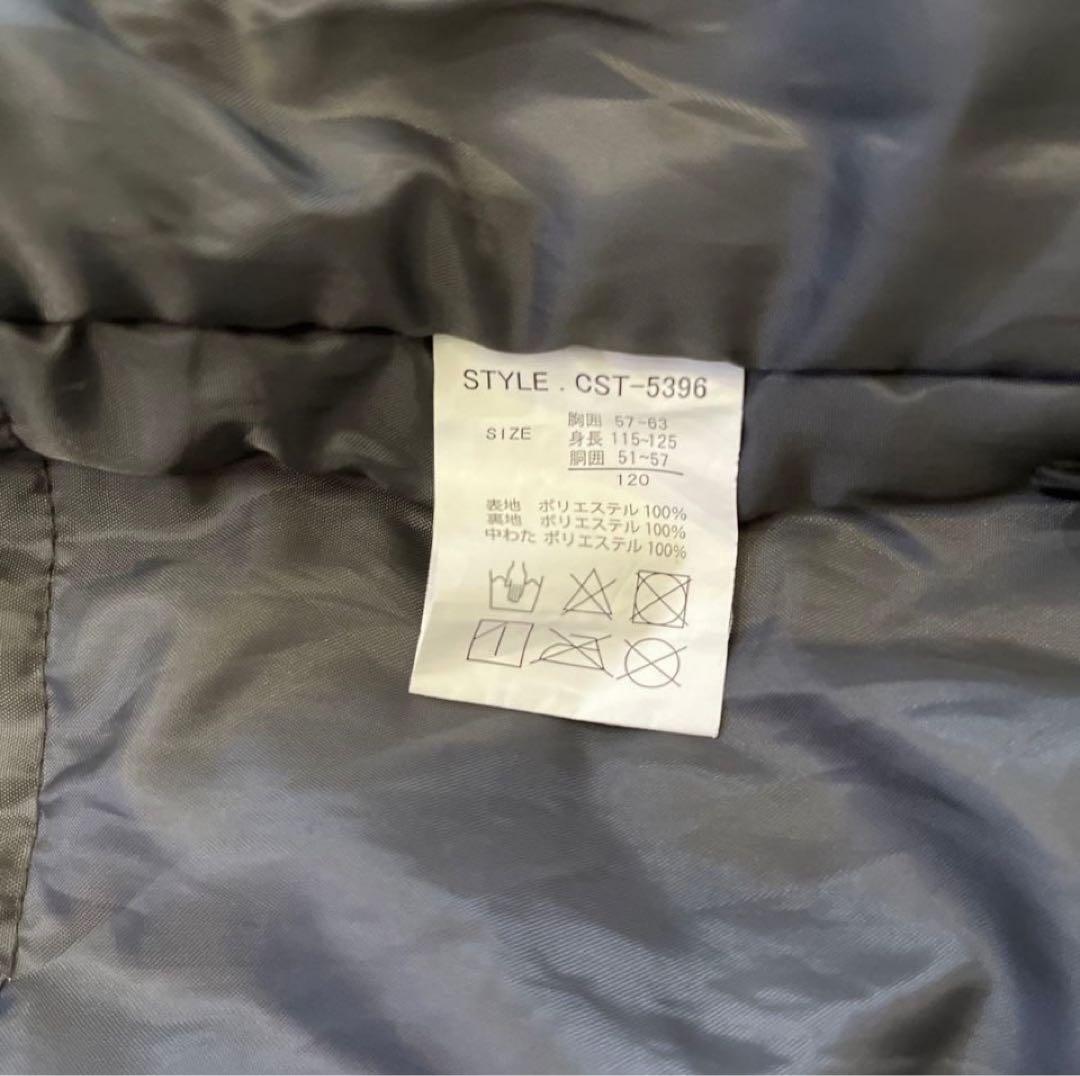 STYLE . CST-5396
SIZE
胸囲 57-63
身長 115~125
胴囲 51~57
120
表地 ポリエステル 100%
裏地 ポリエステル 100%
中わた ポリエステル 100%